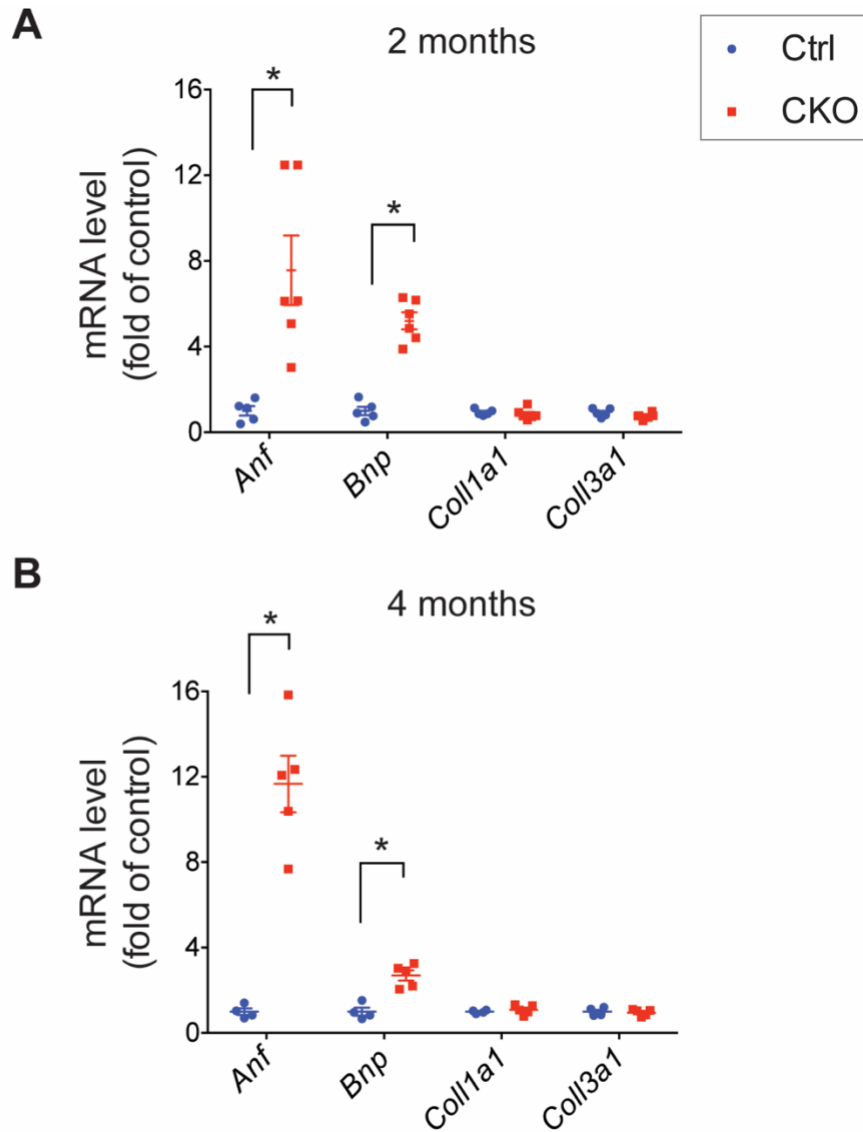 A
2 months
Ctrl
CKO
*
*
16
12
8
4
0
mRNA level
(fold of control)
Anf
Bnp
Coll1a1
Coll3a1
B
4 months
*
*
16
12
8
4
0
mRNA level
(fold of control)
Anf
Bnp
Coll1a1
Coll3a1